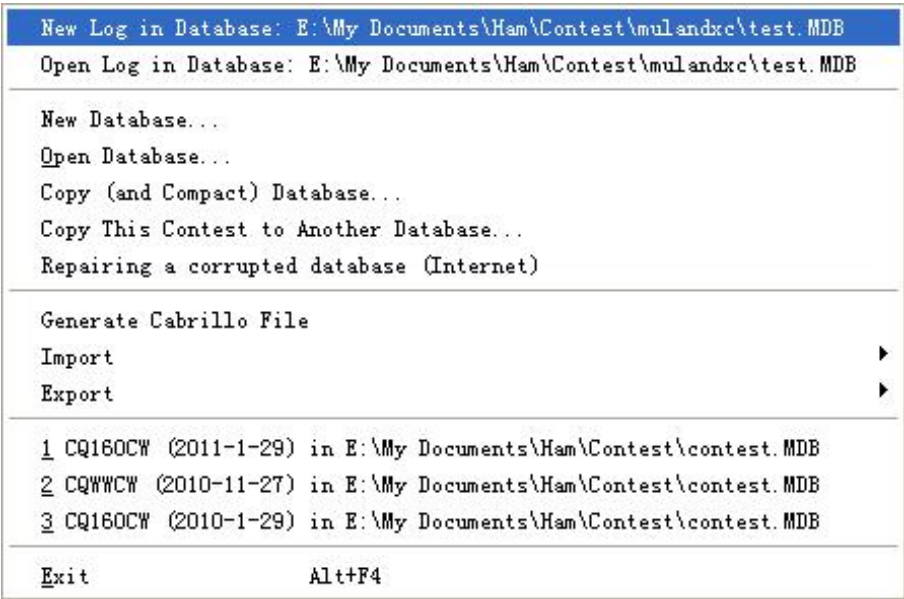 New Log in Database: E:\My Documents\Ham\Contest\mulandxc\test.MDB
Open Log in Database: E:\My Documents\Ham\Contest\mulandxc\test.MDB
New Database...
Open Database...
Copy (and Compact) Database...
Copy This Contest to Another Database...
Repairing a corrupted database (Internet)
Generate Cabrillo File
Import
Export
1 CQ160CW (2011-1-29) in E:\My Documents\Ham\Contest\contest.MDB
2 CQWWCW (2010-11-27) in E:\My Documents\Ham\Contest\contest.MDB
3 CQ160CW (2010-1-29) in E:\My Documents\Ham\Contest\contest.MDB
Exit Alt+F4